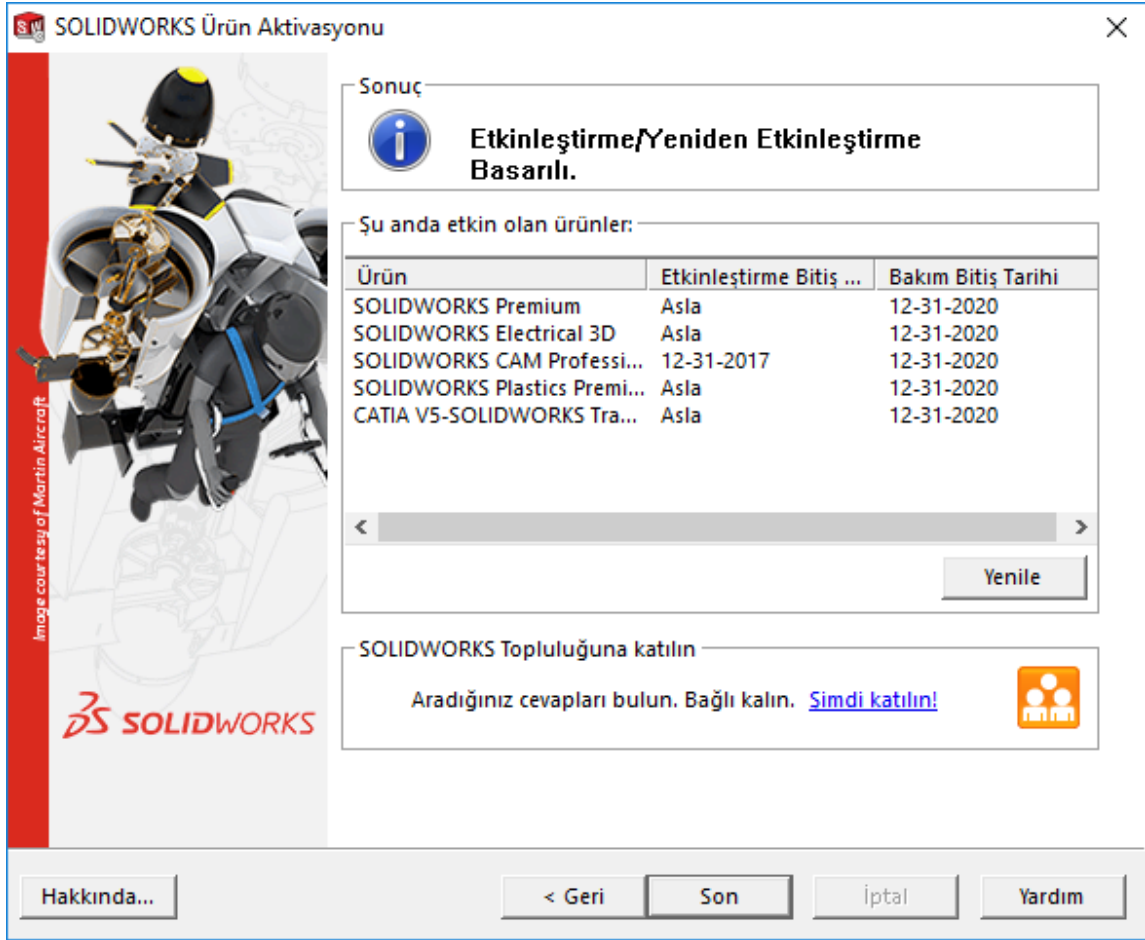 SOLIDWORKS Ürün Aktivasyonu
Sonuç
Etkinleştirme/Yeniden Etkinleştirme
Basarılı.
Şu anda etkin olan ürünler:
Ürün Etkinleştirme Bitiş ... Bakım Bitiş Tarihi
SOLIDWORKS Premium Asla 12-31-2020
SOLIDWORKS Electrical 3D Asla 12-31-2020
SOLIDWORKS CAM Professi... 12-31-2017 12-31-2020
SOLIDWORKS Plastics Premi... Asla 12-31-2020
CATIA V5-SOLIDWORKS Tra... Asla 12-31-2020
Yenile
SOLIDWORKS Topluluğuna katılın
Aradığınız cevapları bulun. Bağlı kalın. Simdi katılın!
Image courtesy of Martin Aircraft
SOLIDWORKS
Hakkında... < Geri Son İptal Yardım